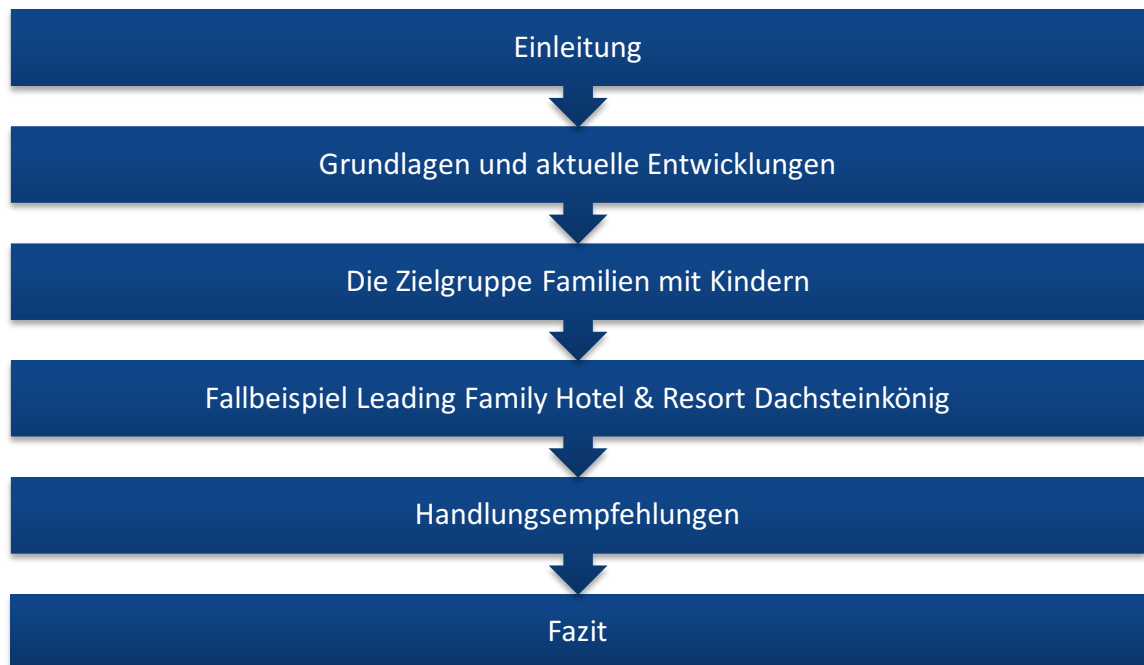 Einleitung
Grundlagen und aktuelle Entwicklungen
Die Zielgruppe Familien mit Kindern
Fallbeispiel Leading Family Hotel & Resort Dachsteinkönig
Handlungsempfehlungen
Fazit